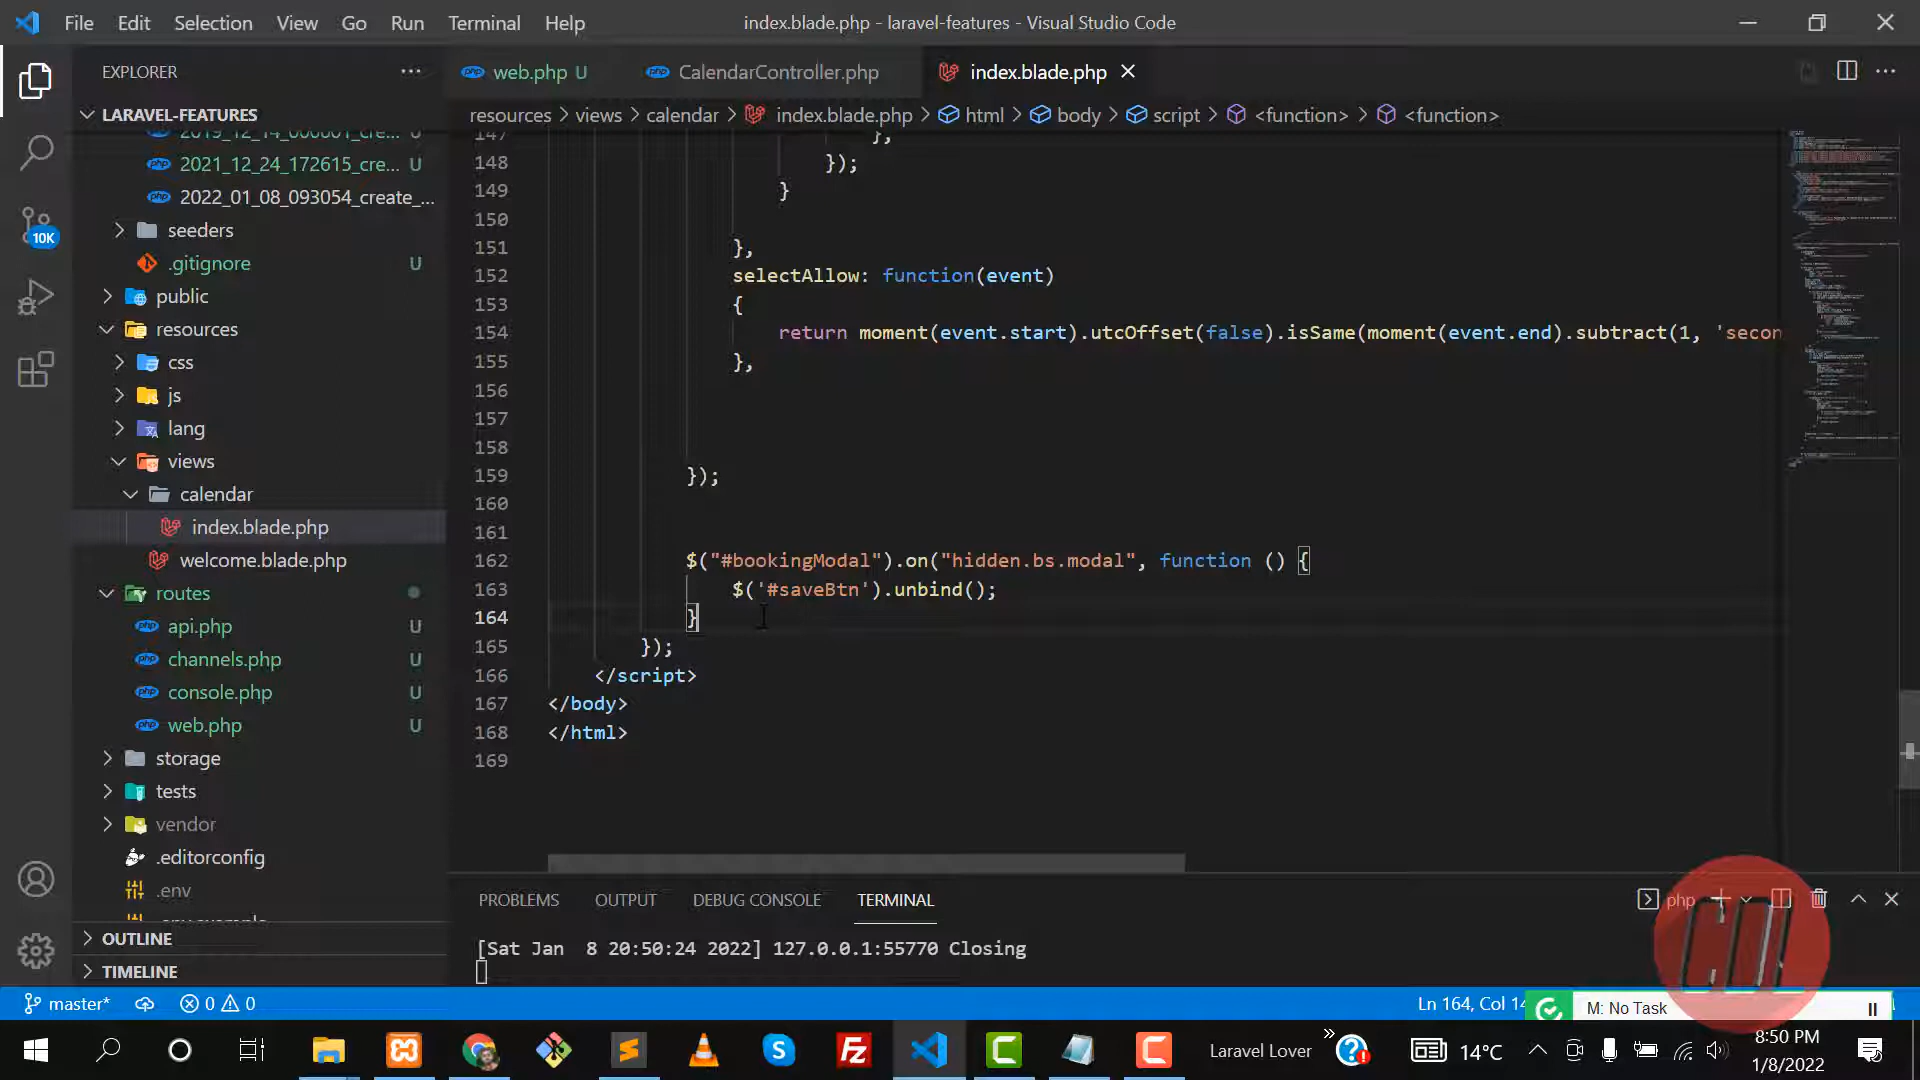 File Edit Selection View Go Run Terminal Help index.blade.php - laravel-features - Visual Studio Code
EXPLORER ···
web.php U CalendarController.php index.blade.php
resources > views > calendar > index.blade.php > html > body > script > <function> > <function>
LARAVEL-FEATURES
2021_12_24_172615_cre... U
2022_01_08_093054_create_...
seeders
.gitignore U
public
resources
css
js
lang
views
calendar
index.blade.php
welcome.blade.php
routes
api.php U
channels.php U
console.php U
web.php U
storage
tests
vendor
.editorconfig
.env
OUTLINE
TIMELINE
10K
147 },
148 });
149 }
150
151 },
152 selectAllow: function(event)
153 {
154 return moment(event.start).utcOffset(false).isSame(moment(event.end).subtract(1, 'secon
155 },
156
157
158
159 });
160
161
162 $("#bookingModal").on("hidden.bs.modal", function () {
163 $('#saveBtn').unbind();
164 }
165 });
166 </script>
167 </body>
168 </html>
169
PROBLEMS OUTPUT DEBUG CONSOLE TERMINAL
php
[Sat Jan 8 20:50:24 2022] 127.0.0.1:55770 Closing
master* 0 0
Ln 164, Col 14
M: No Task
Laravel Lover
14°C
8:50 PM
1/8/2022